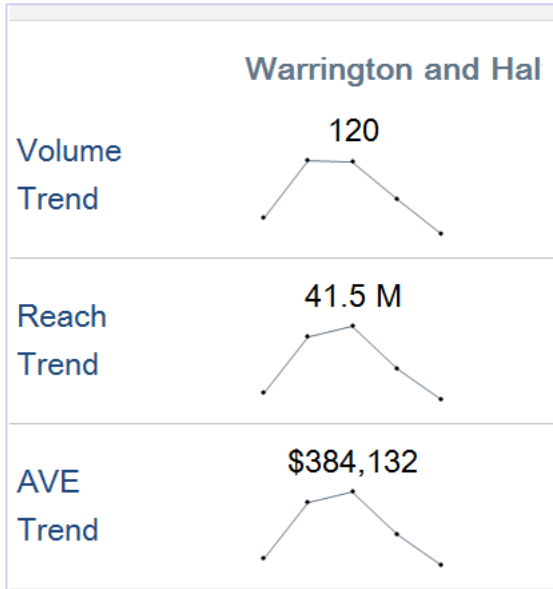 Warrington and Hal
120
Volume
Trend
41.5 M
Reach
Trend
$384,132
AVE
Trend